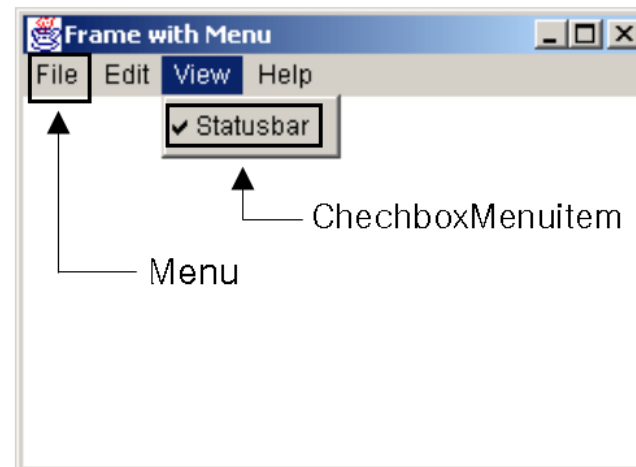 Frame with Menu
File Edit View Help
Statusbar
ChechboxMenuitem
Menu